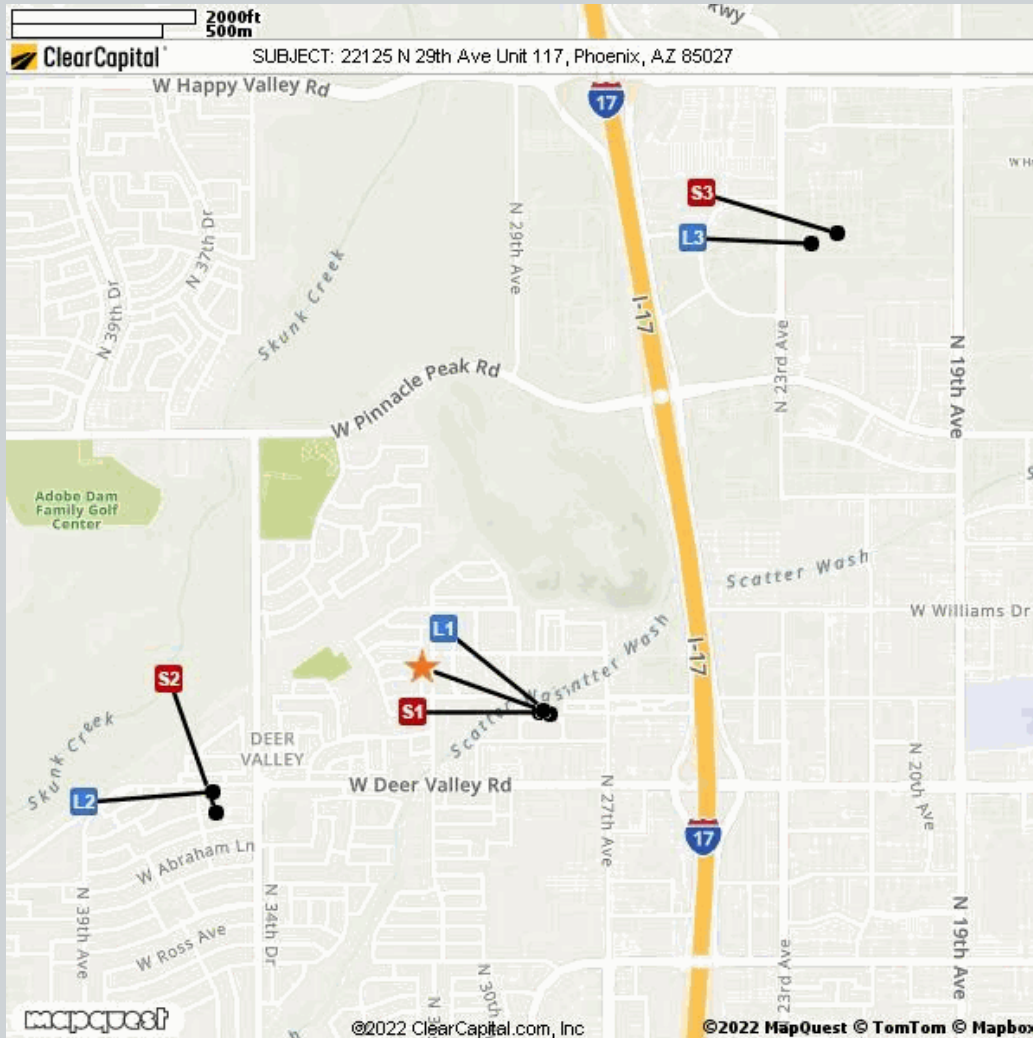 2000ft
500m
ClearCapital
SUBJECT: 22125 N 29th Ave Unit 117, Phoenix, AZ 85027
W Happy Valley Rd
17
S3
L3
N 37th Dr
N 29th Ave
Skunk Creek
N 39th Dr
I-17
N 23rd Ave
N 19th Ave
W Pinnacle Peak Rd
Adobe Dam
Family Golf
Center
Scatter Wash
W Williams Dr
L1
Scatter Wash
I-17
S2
S1
Skunk Creek
DEER
VALLEY
W Deer Valley Rd
L2
N 27th Ave
N 20th Ave
17
W Abraham Ln
N 39th Ave
N 34th Dr
W Ross Ave
N 23rd Ave
N 19th Ave
N 30th
mapquest
©2022 ClearCapital.com, Inc
©2022 MapQuest © TomTom © Mapbox